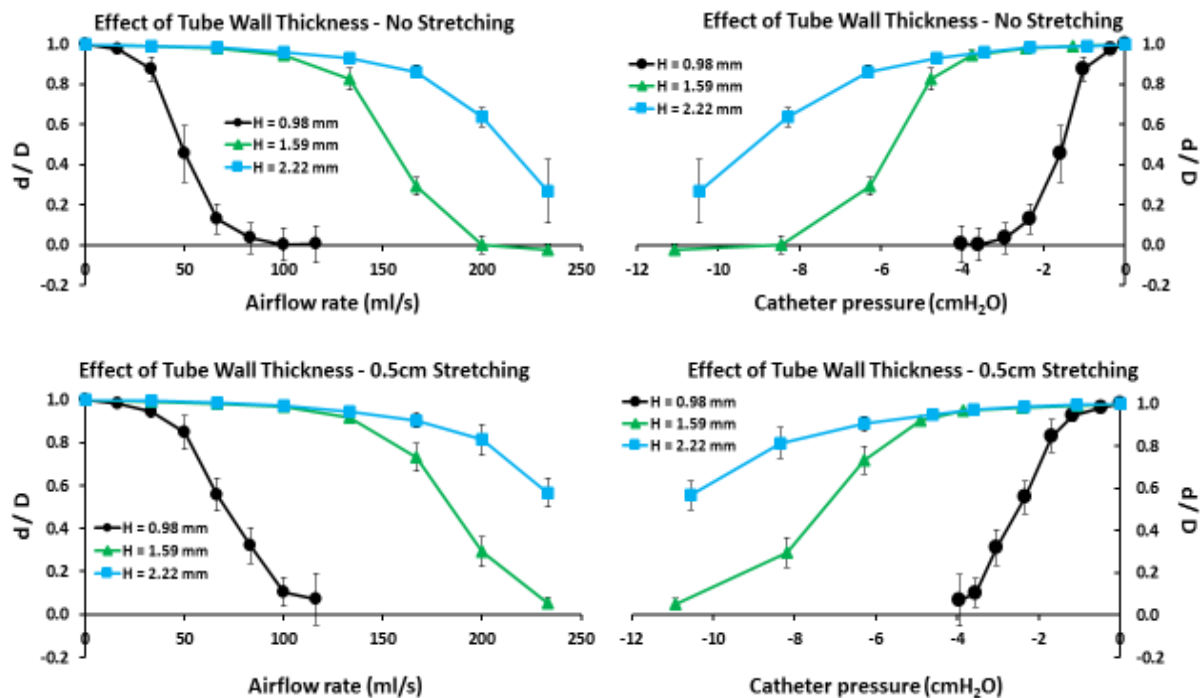 Effect of Tube Wall Thickness - No Stretching
1.0
0.8
0.6
0.4
0.2
0.0
-0.2
d / D
H = 0.98 mm
H = 1.59 mm
H = 2.22 mm
0 50 100 150 200 250
Airflow rate (ml/s)
Effect of Tube Wall Thickness - No Stretching
H = 0.98 mm
H = 1.59 mm
H = 2.22 mm
1.0
0.8
0.6
0.4
0.2
0.0
-0.2
d / D
-12 -10 -8 -6 -4 -2 0
Catheter pressure (cmH₂O)
Effect of Tube Wall Thickness - 0.5cm Stretching
1.0
0.8
0.6
0.4
0.2
0.0
-0.2
d / D
H = 0.98 mm
H = 1.59 mm
H = 2.22 mm
0 50 100 150 200 250
Airflow rate (ml/s)
Effect of Tube Wall Thickness - 0.5cm Stretching
H = 0.98 mm
H = 1.59 mm
H = 2.22 mm
1.0
0.8
0.6
0.4
0.2
0.0
-0.2
d / D
-12 -10 -8 -6 -4 -2 0
Catheter pressure (cmH₂O)